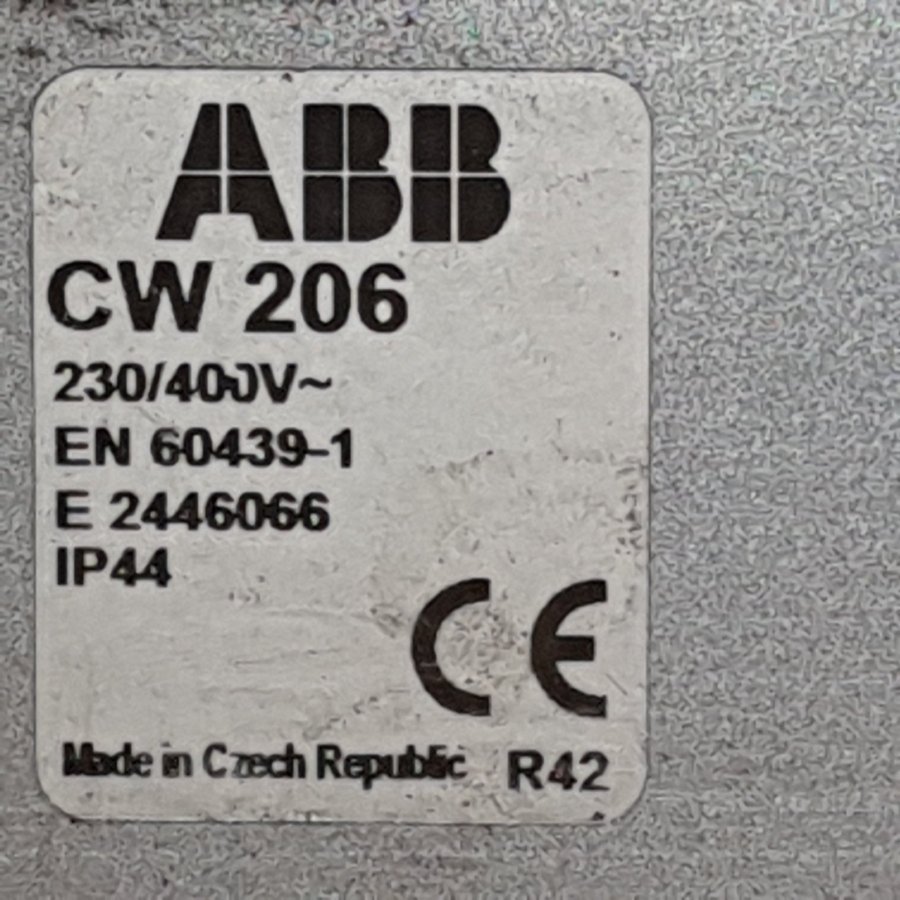 ABB
CW 206
230/400V~
EN 60439-1
E 2446066
IP44
CE
Made in Czech Republic R42